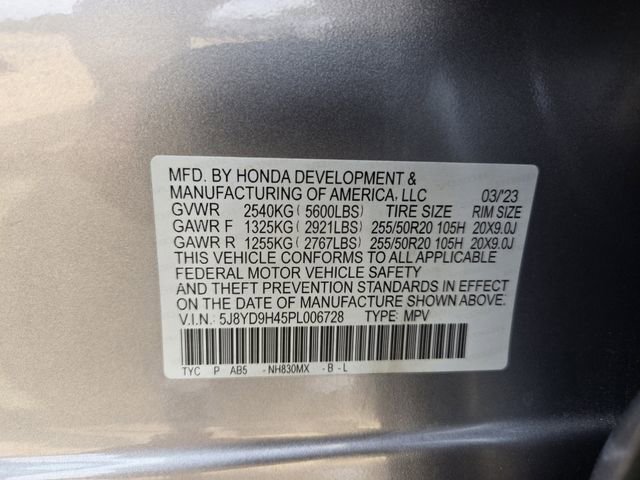 MFD. BY HONDA DEVELOPMENT &
MANUFACTURING OF AMERICA, LLC 03/'23
GVWR 2540KG ( 5600LBS) TIRE SIZE RIM SIZE
GAWR F 1325KG ( 2921LBS) 255/50R20 105H 20X9.0J
GAWR R 1255KG ( 2767LBS) 255/50R20 105H 20X9.0J
THIS VEHICLE CONFORMS TO ALL APPLICABLE
FEDERAL MOTOR VEHICLE SAFETY
AND THEFT PREVENTION STANDARDS IN EFFECT
ON THE DATE OF MANUFACTURE SHOWN ABOVE.
V.I.N.: 5J8YD9H45PL006728 TYPE: MPV
TYC P AB5 - NH830MX - B - L